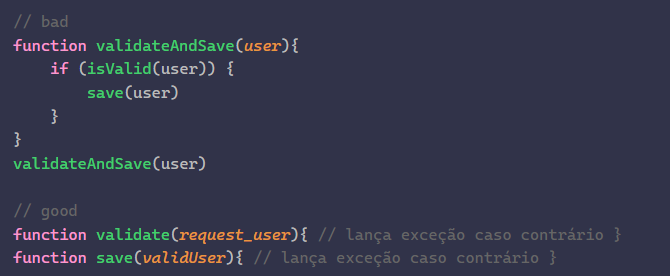 // bad
function validateAndSave(user){
    if (isValid(user)) {
        save(user)
    }
}
validateAndSave(user)

// good
function validate(request_user){ // lança exceção caso contrário }
function save(validUser){ // lança exceção caso contrário }